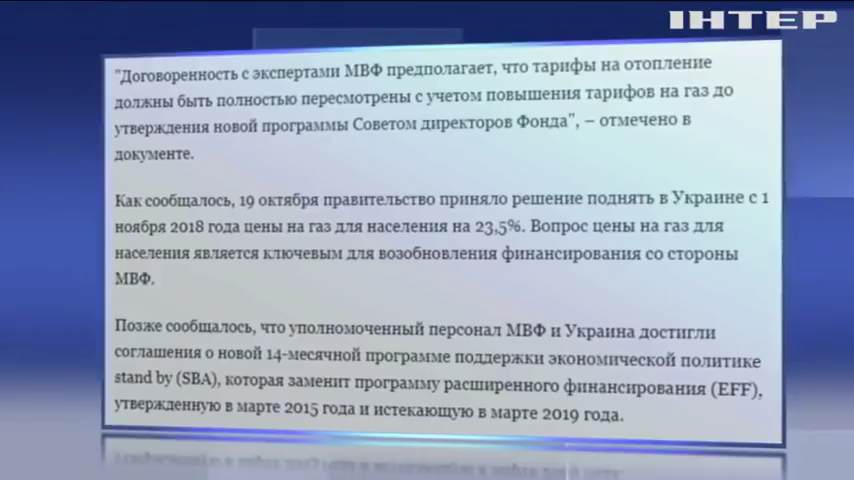 ІНТЕР
"Договоренность с экспертами МВФ предполагает, что тарифы на отопление
должны быть полностью пересмотрены с учетом повышения тарифов на газ до
утверждения новой программы Советом директоров Фонда", – отмечено в
документе.
Как сообщалось, 19 октября правительство приняло решение поднять в Украине с 1
ноября 2018 года цены на газ для населения на 23,5%. Вопрос цены на газ для
населения является ключевым для возобновления финансирования со стороны
МВФ.
Позже сообщалось, что уполномоченный персонал МВФ и Украина достигли
соглашения о новой 14-месячной программе поддержки экономической политике
stand by (SBA), которая заменит программу расширенного финансирования (EFF),
утвержденную в марте 2015 года и истекающую в марте 2019 года.